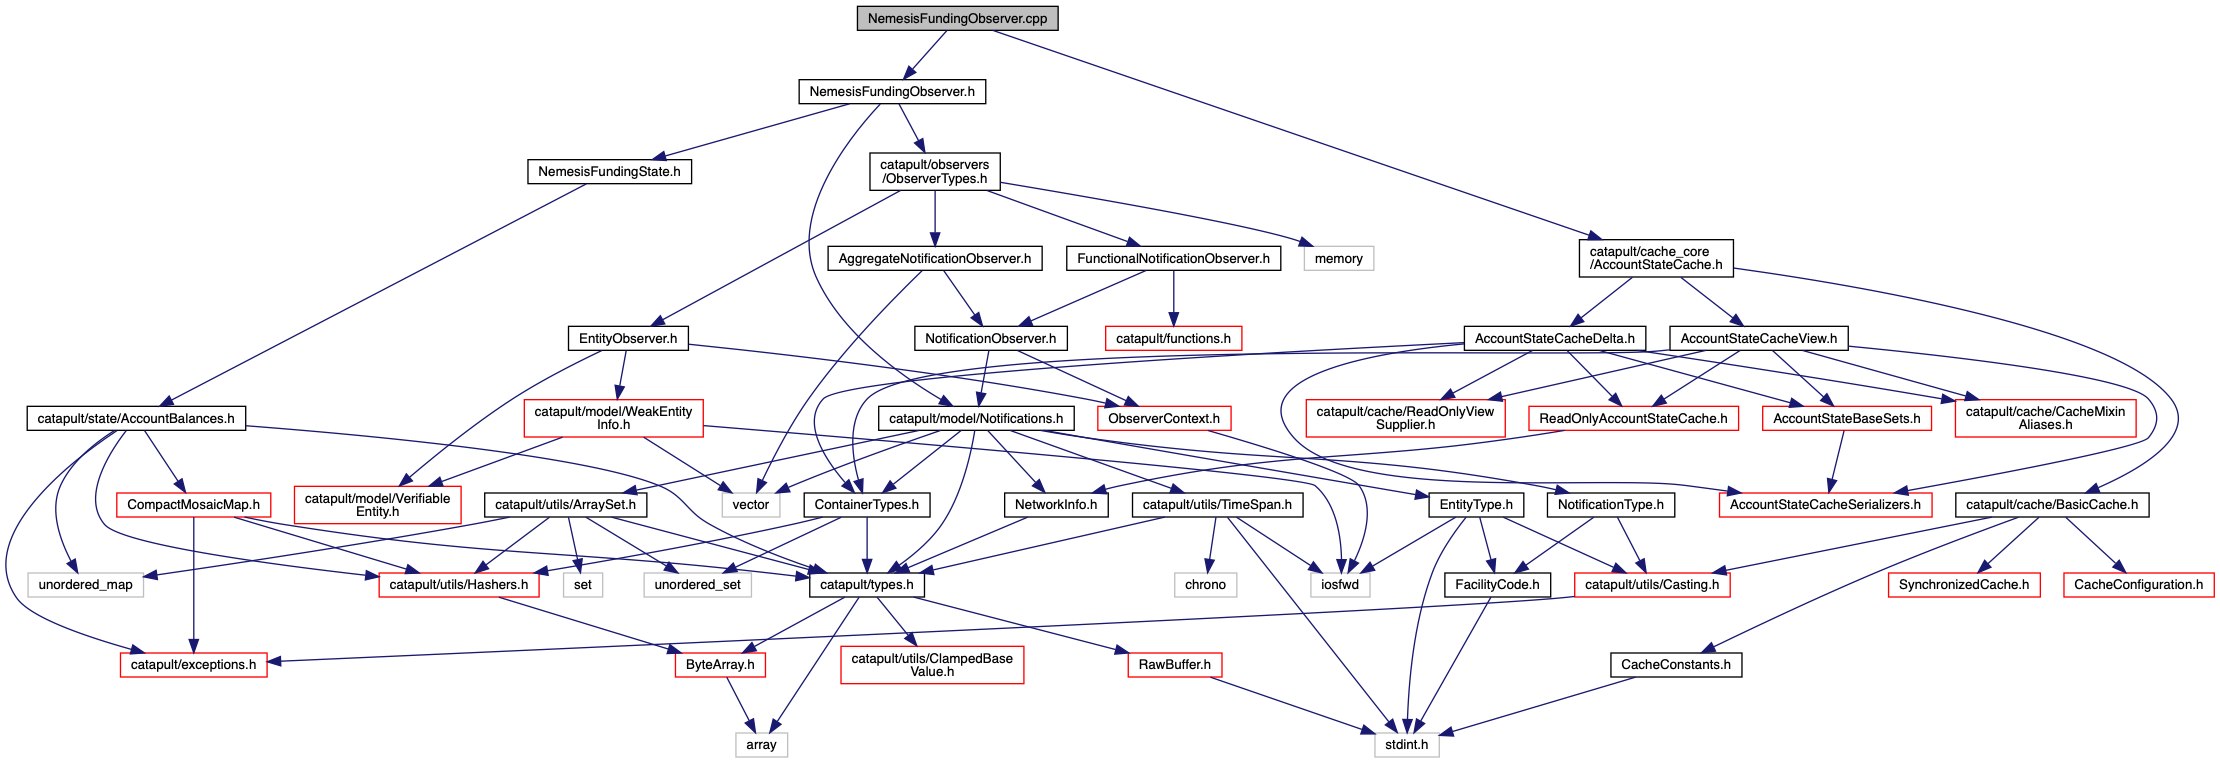 NemesisFundingObserver.cpp
NemesisFundingObserver.h
NemesisFundingState.h
catapult/observers
/ObserverTypes.h
AggregateNotificationObserver.h
FunctionalNotificationObserver.h
memory
catapult/cache_core
/AccountStateCache.h
EntityObserver.h
NotificationObserver.h
catapult/functions.h
AccountStateCacheDelta.h
AccountStateCacheView.h
catapult/state/AccountBalances.h
catapult/model/WeakEntity
Info.h
catapult/model/Notifications.h
ObserverContext.h
catapult/cache/ReadOnlyView
Supplier.h
ReadOnlyAccountStateCache.h
AccountStateBaseSets.h
catapult/cache/CacheMixin
Aliases.h
CompactMosaicMap.h
catapult/model/Verifiable
Entity.h
catapult/utils/ArraySet.h
vector
ContainerTypes.h
NetworkInfo.h
catapult/utils/TimeSpan.h
EntityType.h
NotificationType.h
AccountStateCacheSerializers.h
catapult/cache/BasicCache.h
unordered_map
catapult/utils/Hashers.h
set
unordered_set
catapult/types.h
chrono
iosfwd
FacilityCode.h
catapult/utils/Casting.h
SynchronizedCache.h
CacheConfiguration.h
catapult/exceptions.h
ByteArray.h
catapult/utils/ClampedBase
Value.h
RawBuffer.h
CacheConstants.h
array
stdint.h